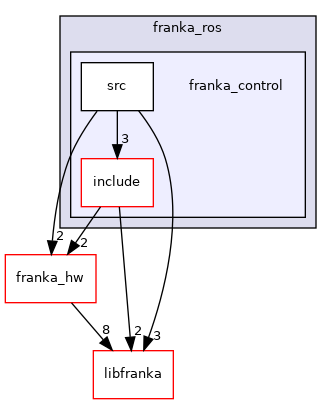 franka_ros
src
franka_control
3
include
2
2
franka_hw
8
2
3
libfranka